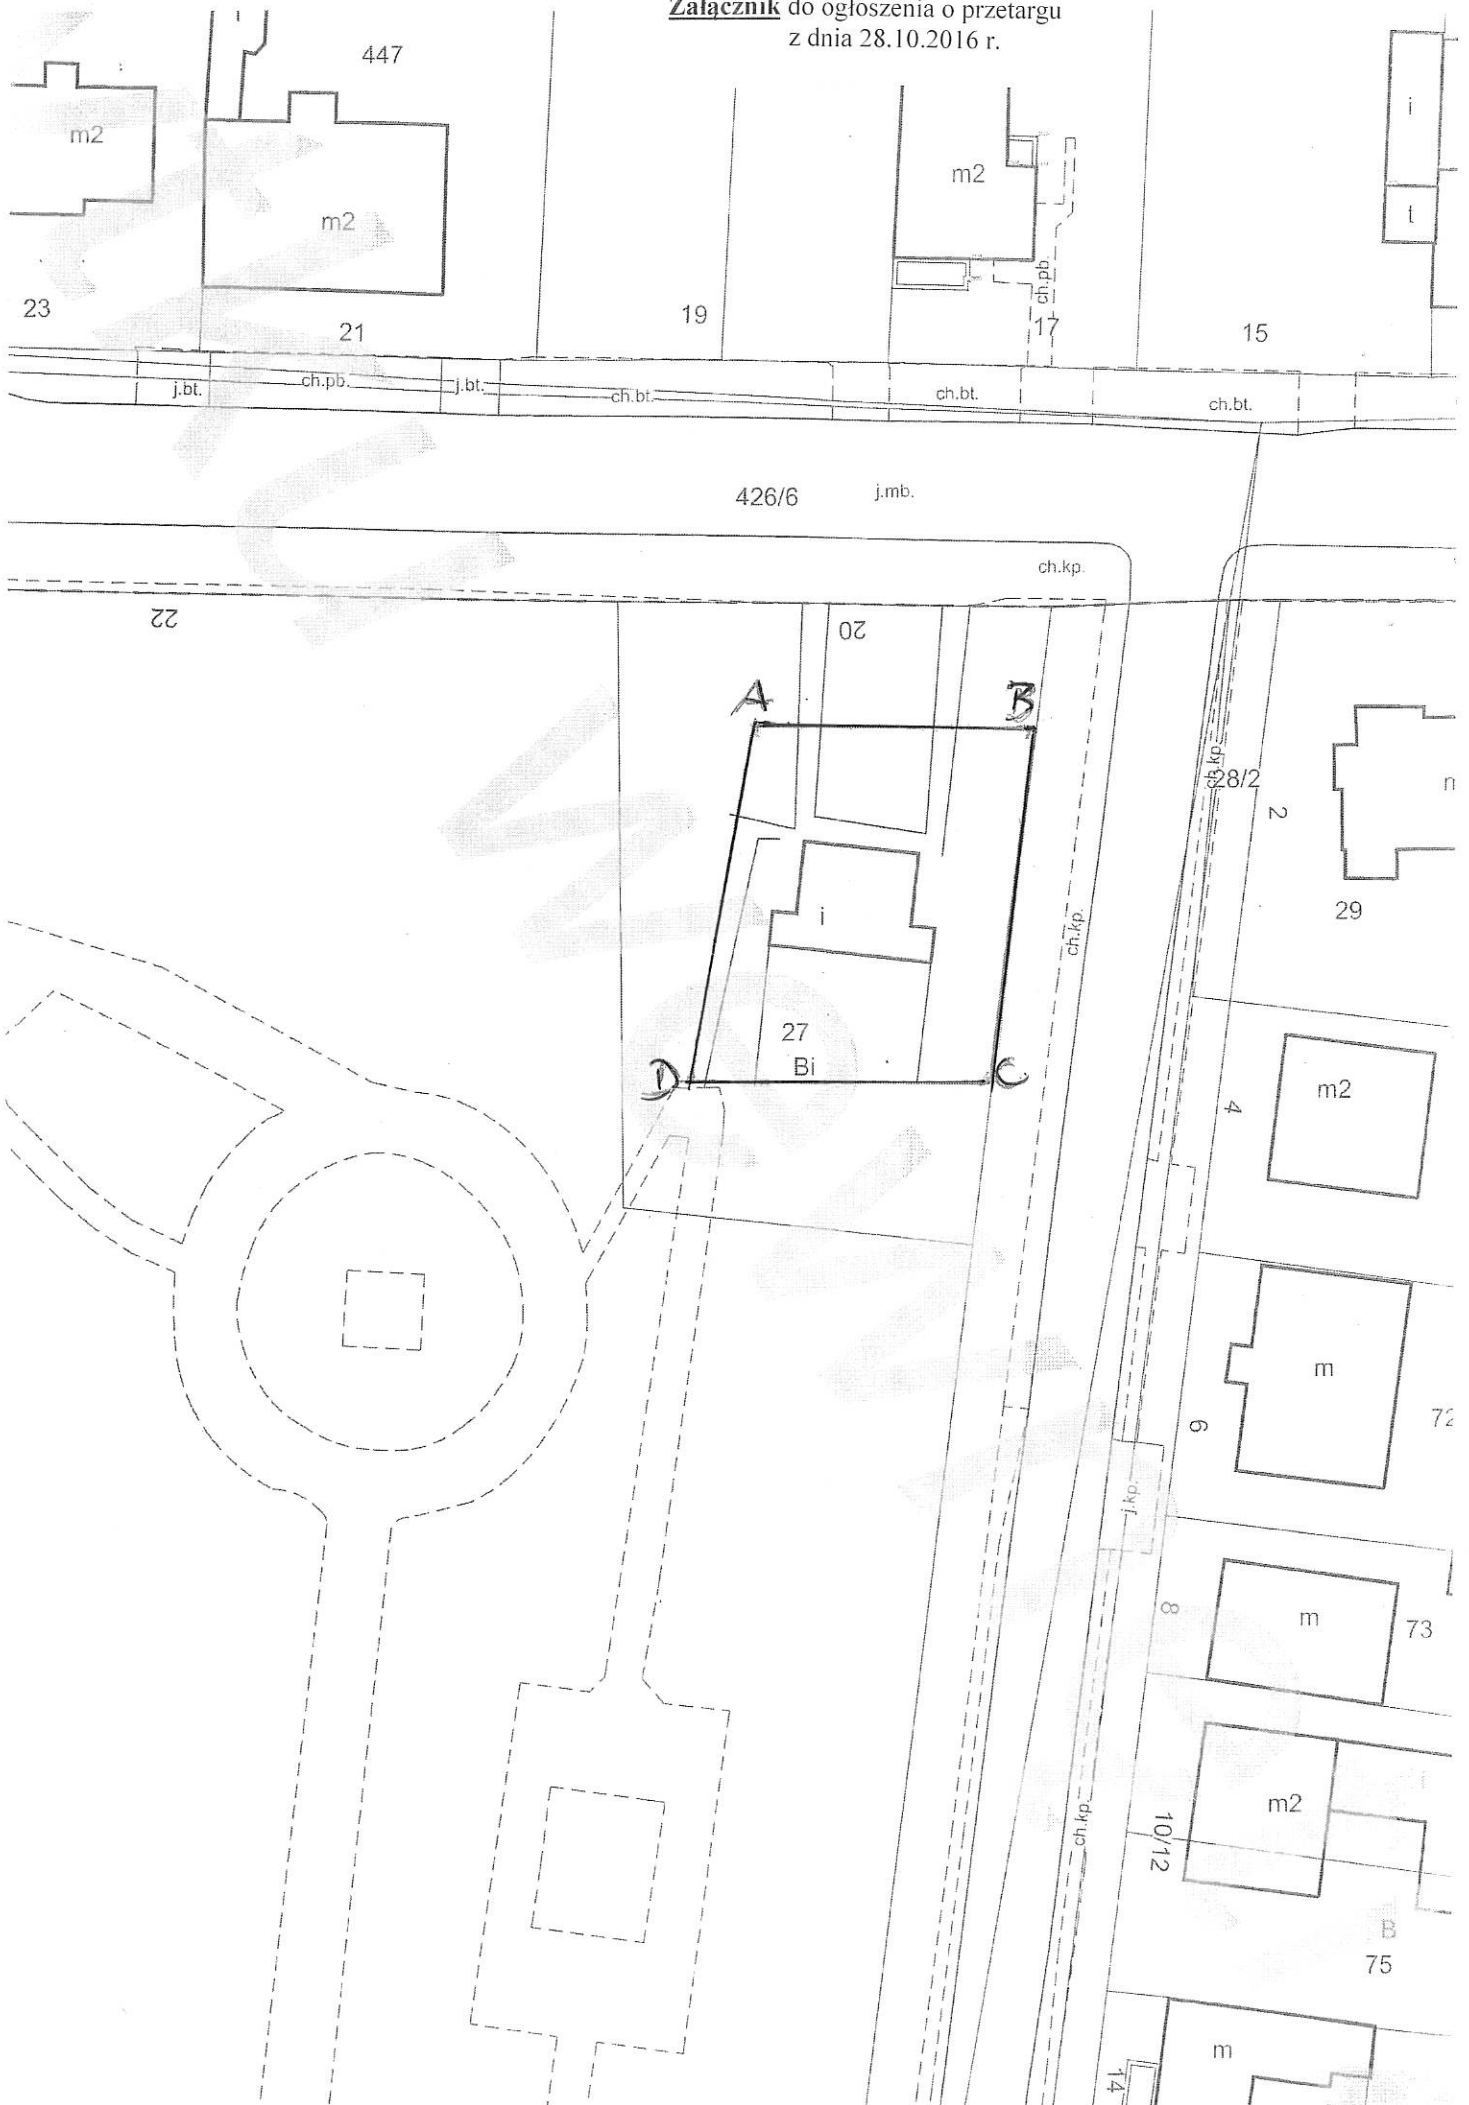 Załącznik do ogłoszenia o przetargu
z dnia 28.10.2016 r.
447
m2
m2
m2
i
t
23
21
19
17
15
ch.pb.
j.bt.
ch.pb.
j.bt.
ch.bt.
ch.bt.
ch.bt.
426/6
j.mb.
ch.kp.
22
20
A
B
ch.kp.
28/2
2
29
i
ch.kp.
27
Bi
D
C
m2
4
m
6
72
j.kp.
8
m
73
m2
ch.kp.
10/12
B
75
m
14